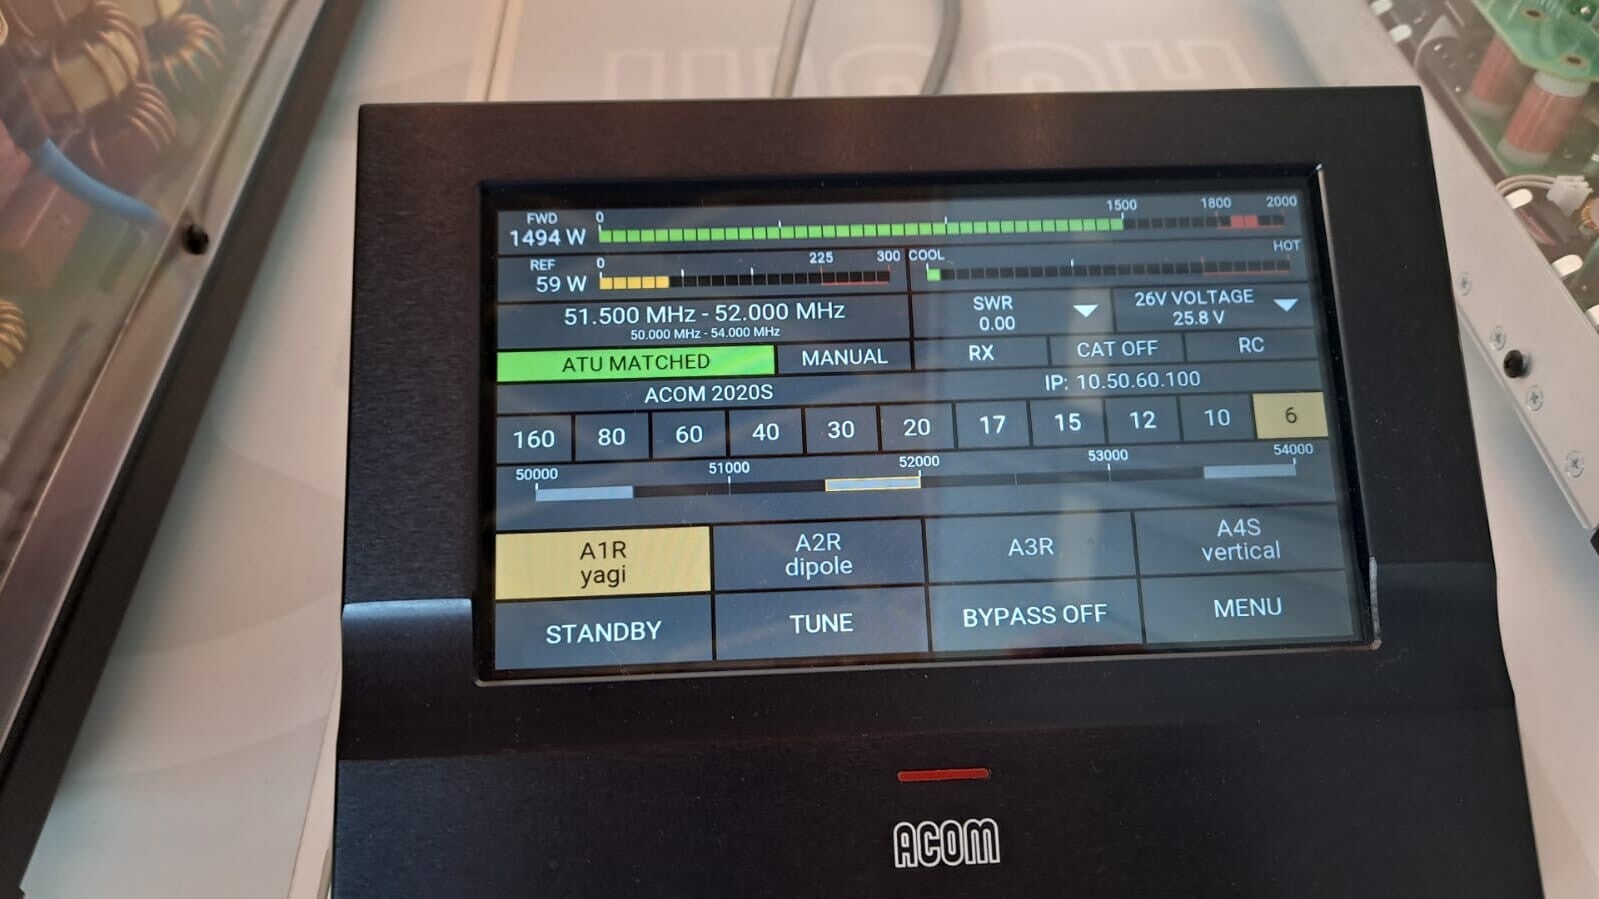 FWD
1494 W
0 1500 1800 2000
REF
59 W
0 225 300
COOL HOT
51.500 MHz - 52.000 MHz
50.000 MHz - 54.000 MHz
SWR
0.00
26V VOLTAGE
25.8 V
ATU MATCHED MANUAL RX CAT OFF RC
ACOM 2020S IP: 10.50.60.100
160 80 60 40 30 20 17 15 12 10 6
50000 51000 52000 53000 54000
A1R
yagi
A2R
dipole
A3R
A4S
vertical
STANDBY TUNE BYPASS OFF MENU
ACOM